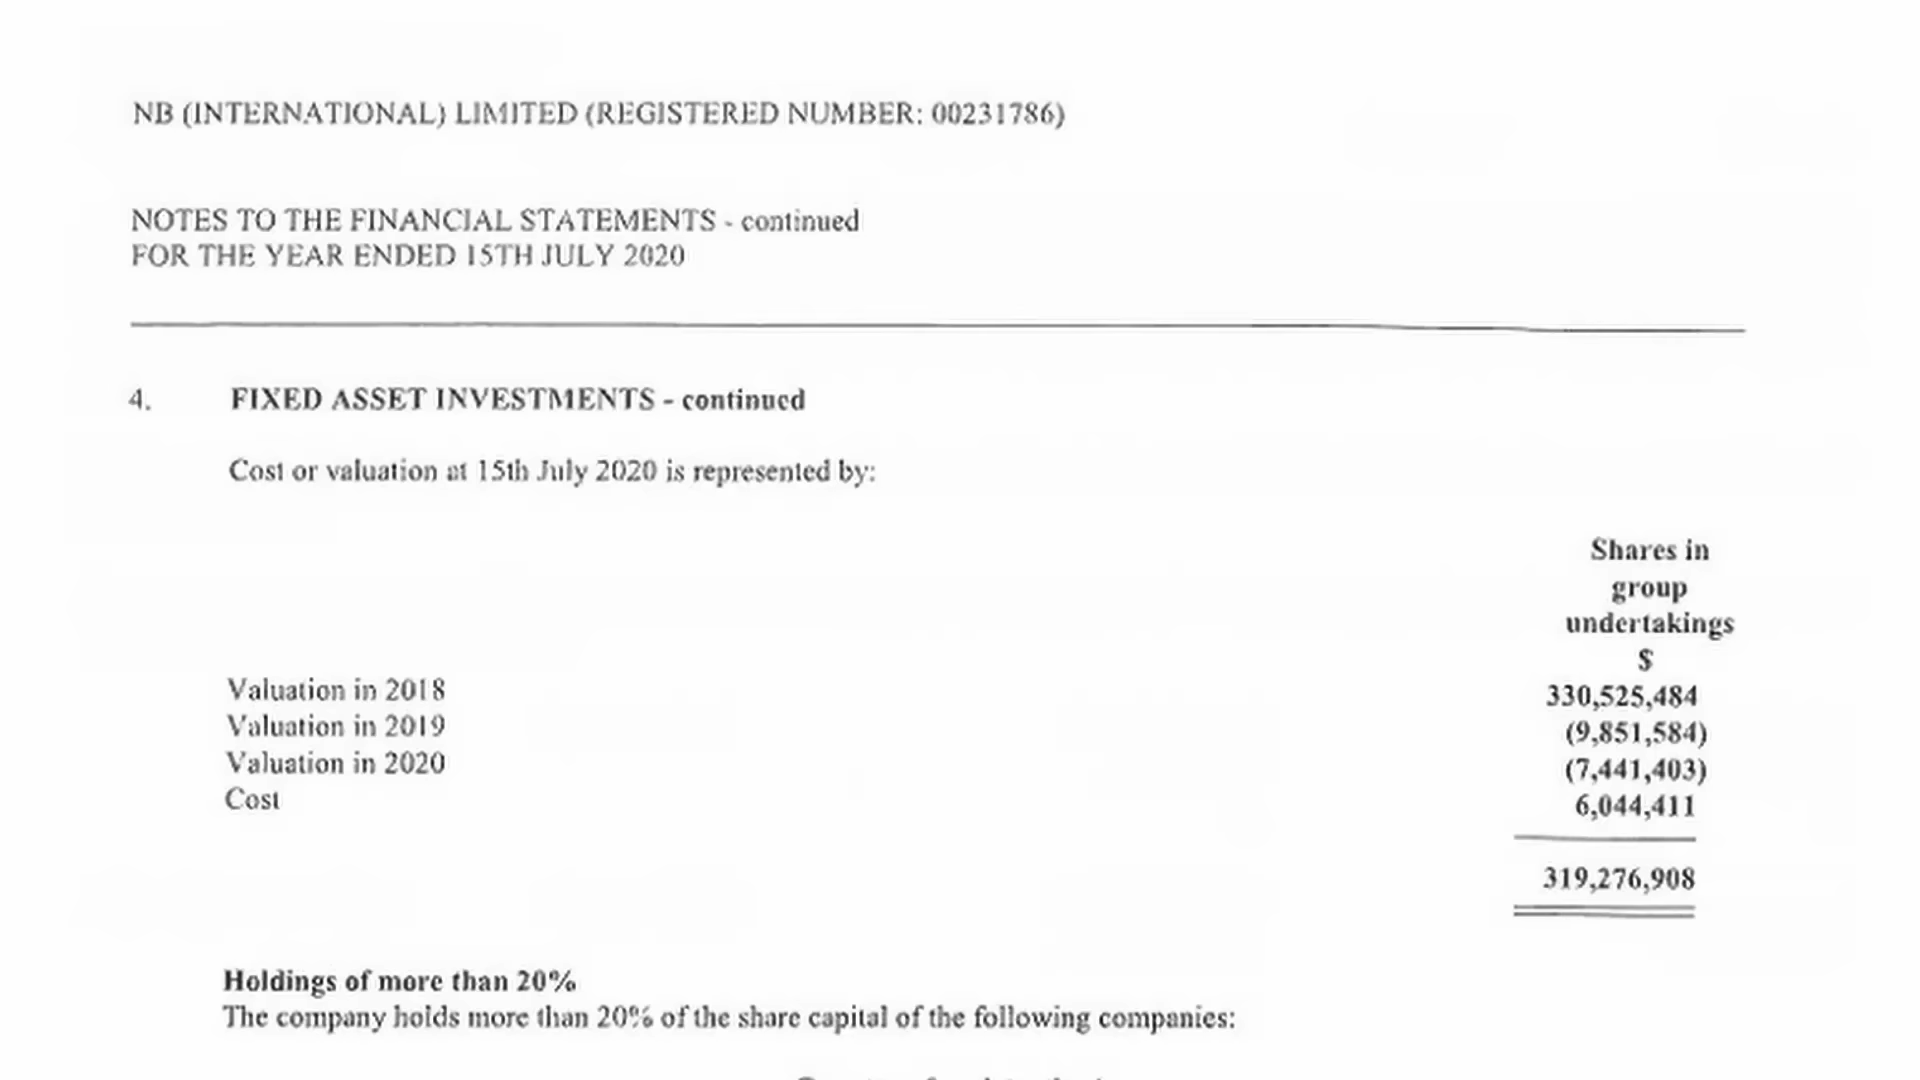 NB (INTERNATIONAL) LIMITED (REGISTERED NUMBER: 00231786)
NOTES TO THE FINANCIAL STATEMENTS - continued
FOR THE YEAR ENDED 15TH JULY 2020
4. FIXED ASSET INVESTMENTS - continued
Cost or valuation at 15th July 2020 is represented by:
Shares in
group
undertakings
$
Valuation in 2018 330,525,484
Valuation in 2019 (9,851,584)
Valuation in 2020 (7,441,403)
Cost 6,044,411
319,276,908
Holdings of more than 20%
The company holds more than 20% of the share capital of the following companies: